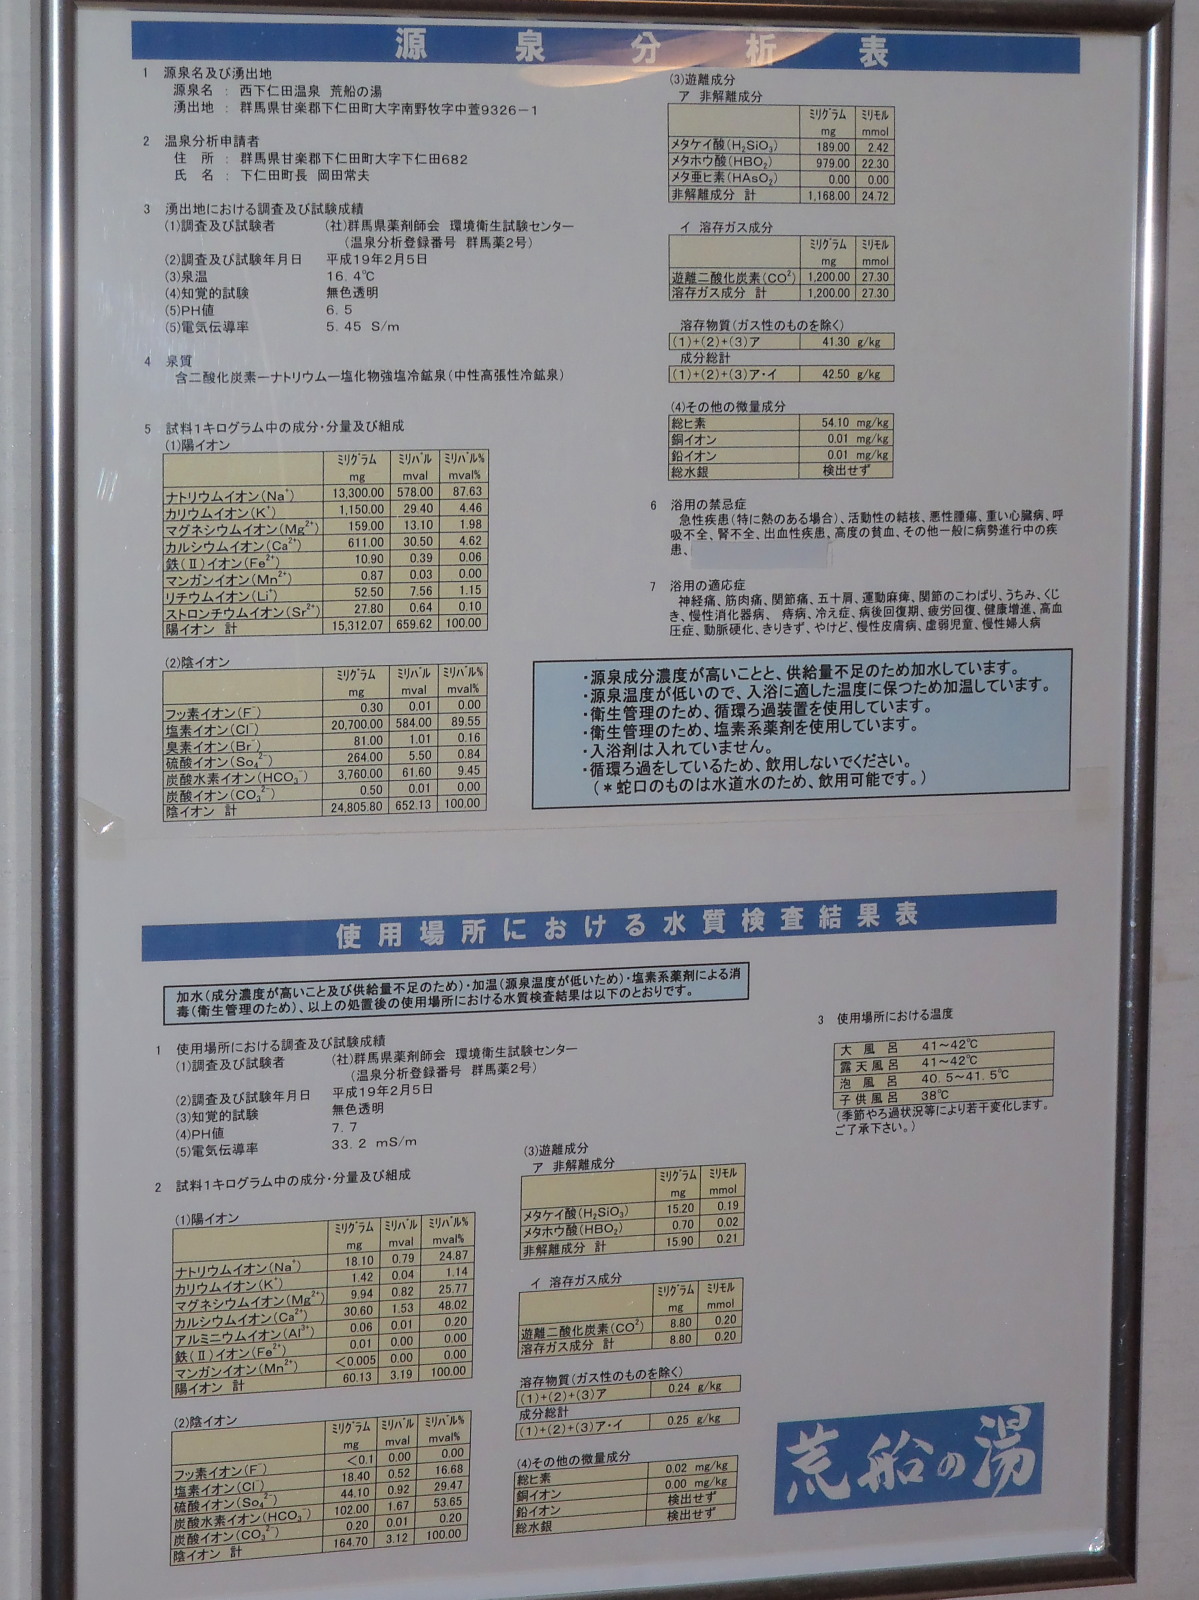 源泉分析表
1 源泉名及び湧出地
源泉名 : 西下仁田温泉 荒船の湯
湧出地 : 群馬県甘楽郡下仁田町大字南野牧字中萱9326-1
2 温泉分析申請者
住 所 : 群馬県甘楽郡下仁田町大字下仁田682
氏 名 : 下仁田町長 岡田常夫
3 湧出地における調査及び試験成績
(1)調査及び試験者 (社)群馬県薬剤師会 環境衛生試験センター
(温泉分析登録番号 群馬薬2号)
(2)調査及び試験年月日 平成19年2月5日
(3)泉温 16.4℃
(4)知覚的試験 無色透明
(5)PH値 6.5
(5)電気伝導率 5.45 S/m
4 泉質
含二酸化炭素ーナトリウムー塩化物強塩冷鉱泉(中性高張性冷鉱泉)
5 試料1キログラム中の成分・分量及び組成
(1)陽イオン
ミリグラム ミリバル ミリバル%
mg mval mval%
ナトリウムイオン(Na⁺) 13,300.00 578.00 87.63
カリウムイオン(K⁺) 1,150.00 29.40 4.46
マグネシウムイオン(Mg²⁺) 159.00 13.10 1.98
カルシウムイオン(Ca²⁺) 611.00 30.50 4.62
鉄(Ⅱ)イオン(Fe²⁺) 10.90 0.39 0.06
マンガンイオン(Mn²⁺) 0.87 0.03 0.00
リチウムイオン(Li⁺) 52.50 7.56 1.15
ストロンチウムイオン(Sr²⁺) 27.80 0.64 0.10
陽イオン 計 15,312.07 659.62 100.00
(2)陰イオン
ミリグラム ミリバル ミリバル%
mg mval mval%
フッ素イオン(F⁻) 0.30 0.01 0.00
塩素イオン(Cl⁻) 20,700.00 584.00 89.55
臭素イオン(Br⁻) 81.00 1.01 0.16
硫酸イオン(So₄²⁻) 264.00 5.50 0.84
炭酸水素イオン(HCO₃⁻) 3,760.00 61.60 9.45
炭酸イオン(CO₃²⁻) 0.50 0.01 0.00
陰イオン 計 24,805.80 652.13 100.00
(3)遊離成分
ア 非解離成分
ミリグラム ミリモル
mg mmol
メタケイ酸(H₂SiO₃) 189.00 2.42
メタホウ酸(HBO₂) 979.00 22.30
メタ亜ヒ素(HAsO₂) 0.00 0.00
非解離成分 計 1,168.00 24.72
イ 溶存ガス成分
ミリグラム ミリモル
mg mmol
遊離二酸化炭素(CO²) 1,200.00 27.30
溶存ガス成分 計 1,200.00 27.30
溶存物質(ガス性のものを除く)
(1)+(2)+(3)ア 41.30 g/kg
成分総計
(1)+(2)+(3)ア・イ 42.50 g/kg
(4)その他の微量成分
総ヒ素 54.10 mg/kg
銅イオン 0.01 mg/kg
鉛イオン 0.01 mg/kg
総水銀 検出せず
6 浴用の禁忌症
急性疾患(特に熱のある場合)、活動性の結核、悪性腫瘍、重い心臓病、呼
吸不全、腎不全、出血性疾患、高度の貧血、その他一般に病勢進行中の疾
患、
7 浴用の適応症
神経痛、筋肉痛、関節痛、五十肩、運動麻痺、関節のこわばり、うちみ、くじ
き、慢性消化器病、 痔病、冷え症、病後回復期、疲労回復、健康増進、高血
圧症、動脈硬化、きりきず、やけど、慢性皮膚病、虚弱児童、慢性婦人病
・源泉成分濃度が高いことと、供給量不足のため加水しています。
・源泉温度が低いので、入浴に適した温度に保つため加温しています。
・衛生管理のため、循環ろ過装置を使用しています。
・衛生管理のため、塩素系薬剤を使用しています。
・入浴剤は入れていません。
・循環ろ過をしているため、飲用しないでください。
(*蛇口のものは水道水のため、飲用可能です。)
使用場所における水質検査結果表
加水(成分濃度が高いこと及び供給量不足のため)・加温(源泉温度が低いため)・塩素系薬剤による消
毒(衛生管理のため)、以上の処置後の使用場所における水質検査結果は以下のとおりです。
1 使用場所における調査及び試験成績
(1)調査及び試験者 (社)群馬県薬剤師会 環境衛生試験センター
(温泉分析登録番号 群馬薬2号)
(2)調査及び試験年月日 平成19年2月5日
(3)知覚的試験 無色透明
(4)PH値 7.7
(5)電気伝導率 33.2 mS/m
2 試料1キログラム中の成分・分量及び組成
(1)陽イオン
ミリグラム ミリバル ミリバル%
mg mval mval%
ナトリウムイオン(Na⁺) 18.10 0.79 24.87
カリウムイオン(K⁺) 1.42 0.04 1.14
マグネシウムイオン(Mg²⁺) 9.94 0.82 25.77
カルシウムイオン(Ca²⁺) 30.60 1.53 48.02
アルミニウムイオン(Al³⁺) 0.06 0.01 0.20
鉄(Ⅱ)イオン(Fe²⁺) 0.01 0.00 0.00
マンガンイオン(Mn²⁺) <0.005 0.00 0.00
陽イオン 計 60.13 3.19 100.00
(2)陰イオン
ミリグラム ミリバル ミリバル%
mg mval mval%
フッ素イオン(F⁻) <0.1 0.00 0.00
塩素イオン(Cl⁻) 18.40 0.52 16.68
硫酸イオン(So₄²⁻) 44.10 0.92 29.47
炭酸水素イオン(HCO₃⁻) 102.00 1.67 53.65
炭酸イオン(CO₃²⁻) 0.20 0.01 0.20
陰イオン 計 164.70 3.12 100.00
(3)遊離成分
ア 非解離成分
ミリグラム ミリモル
mg mmol
メタケイ酸(H₂SiO₃) 15.20 0.19
メタホウ酸(HBO₂) 0.70 0.02
非解離成分 計 15.90 0.21
イ 溶存ガス成分
ミリグラム ミリモル
mg mmol
遊離二酸化炭素(CO²) 8.80 0.20
溶存ガス成分 計 8.80 0.20
溶存物質(ガス性のものを除く)
(1)+(2)+(3)ア 0.24 g/kg
成分総計
(1)+(2)+(3)ア・イ 0.25 g/kg
(4)その他の微量成分
総ヒ素 0.02 mg/kg
銅イオン 0.00 mg/kg
鉛イオン 検出せず
総水銀 検出せず
3 使用場所における温度
大風呂 41～42℃
露天風呂 41～42℃
泡風呂 40.5～41.5℃
子供風呂 38℃
(季節やろ過状況等により若干変化します。
ご了承下さい。)
荒船の湯